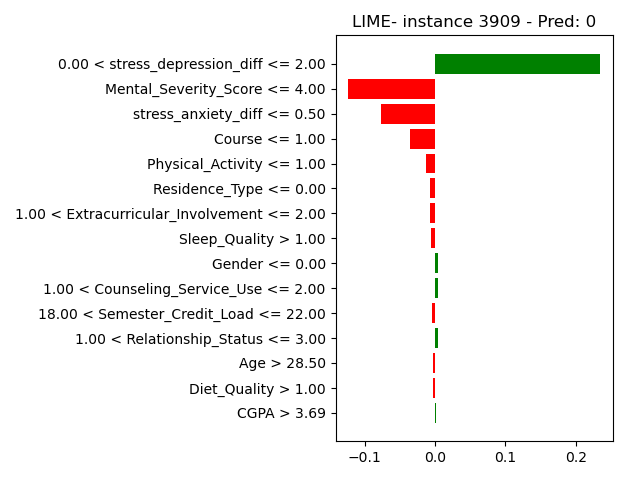 LIME- instance 3909 - Pred: 0
0.00 < stress_depression_diff <= 2.00
Mental_Severity_Score <= 4.00
stress_anxiety_diff <= 0.50
Course <= 1.00
Physical_Activity <= 1.00
Residence_Type <= 0.00
1.00 < Extracurricular_Involvement <= 2.00
Sleep_Quality > 1.00
Gender <= 0.00
1.00 < Counseling_Service_Use <= 2.00
18.00 < Semester_Credit_Load <= 22.00
1.00 < Relationship_Status <= 3.00
Age > 28.50
Diet_Quality > 1.00
CGPA > 3.69
−0.1 0.0 0.1 0.2